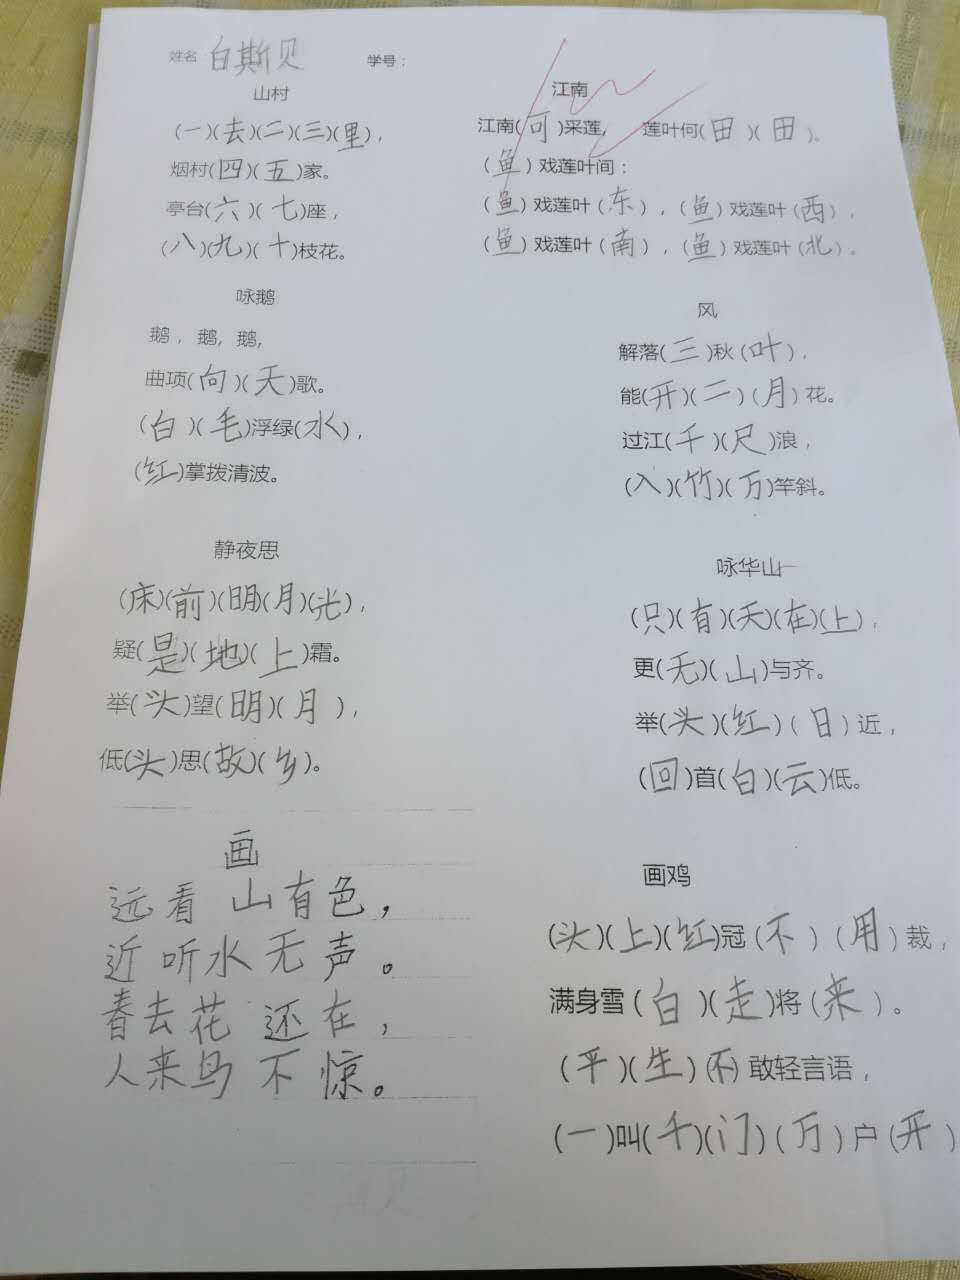 姓名 白斯贝 学号：
山村
(一)(去)(二)(三)(里)，
烟村(四)(五)家。
亭台(六)(七)座，
(八)(九)(十)枝花。
江南
江南(可)采莲, 莲叶何(田)(田)。
(鱼)戏莲叶间：
(鱼)戏莲叶(东)，(鱼)戏莲叶(西)，
(鱼)戏莲叶(南)，(鱼)戏莲叶(北)。
咏鹅
鹅，鹅, 鹅,
曲项(向)(天)歌。
(白)(毛)浮绿(水)，
(红)掌拨清波。
风
解落(三)秋(叶)，
能(开)(二)(月)花。
过江(千)(尺)浪，
(入)(竹)(万)竿斜。
静夜思
(床)(前)(明)(月)(光)，
疑(是)(地)(上)霜。
举(头)望(明)(月)，
低(头)思(故)(乡)。
咏华山
(只)(有)(天)(在)(上)，
更(无)(山)与齐。
举(头)(红)(日)近，
(回)首(白)(云)低。
画
远看山有色，
近听水无声。
春去花还在，
人来鸟不惊。
画鸡
(头)(上)(红)冠(不)(用)裁，
满身雪(白)(走)将(来)。
(平)(生)(不)敢轻言语，
(一)叫(千)(门)(万)户(开)